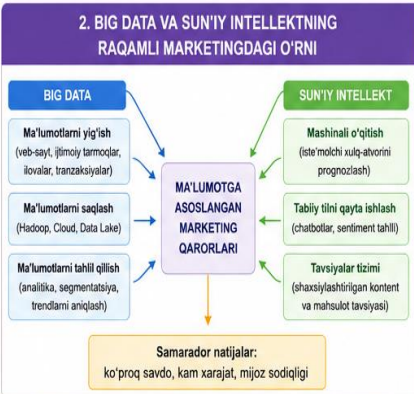 2. BIG DATA VA SUN'IY INTELLEKTNING
RAQAMLI MARKETINGDAGI O'RNI
BIG DATA
Ma'lumotlarni yig'ish
(veb-sayt, ijtimoiy tarmoqlar,
ilovalar, tranzaksiyalar)
Ma'lumotlarni saqlash
(Hadoop, Cloud, Data Lake)
Ma'lumotlarni tahlil qilish
(analitika, segmentatsiya,
trendlarni aniqlash)
MA'LUMOTGA
ASOSLANGAN
MARKETING
QARORLARI
SUN'IY INTELLEKT
Mashinali o'qitish
(iste'molchi xulq-atvorini
prognozlash)
Tabiiy tilni qayta ishlash
(chatbotlar, sentiment tahlli)
Tavsiyalar tizimi
(shaxsiylashtirilgan kontent
va mahsulot tavsiyasi)
Samarador natijalar:
ko'proq savdo, kam xarajat, mijoz sodiqligi